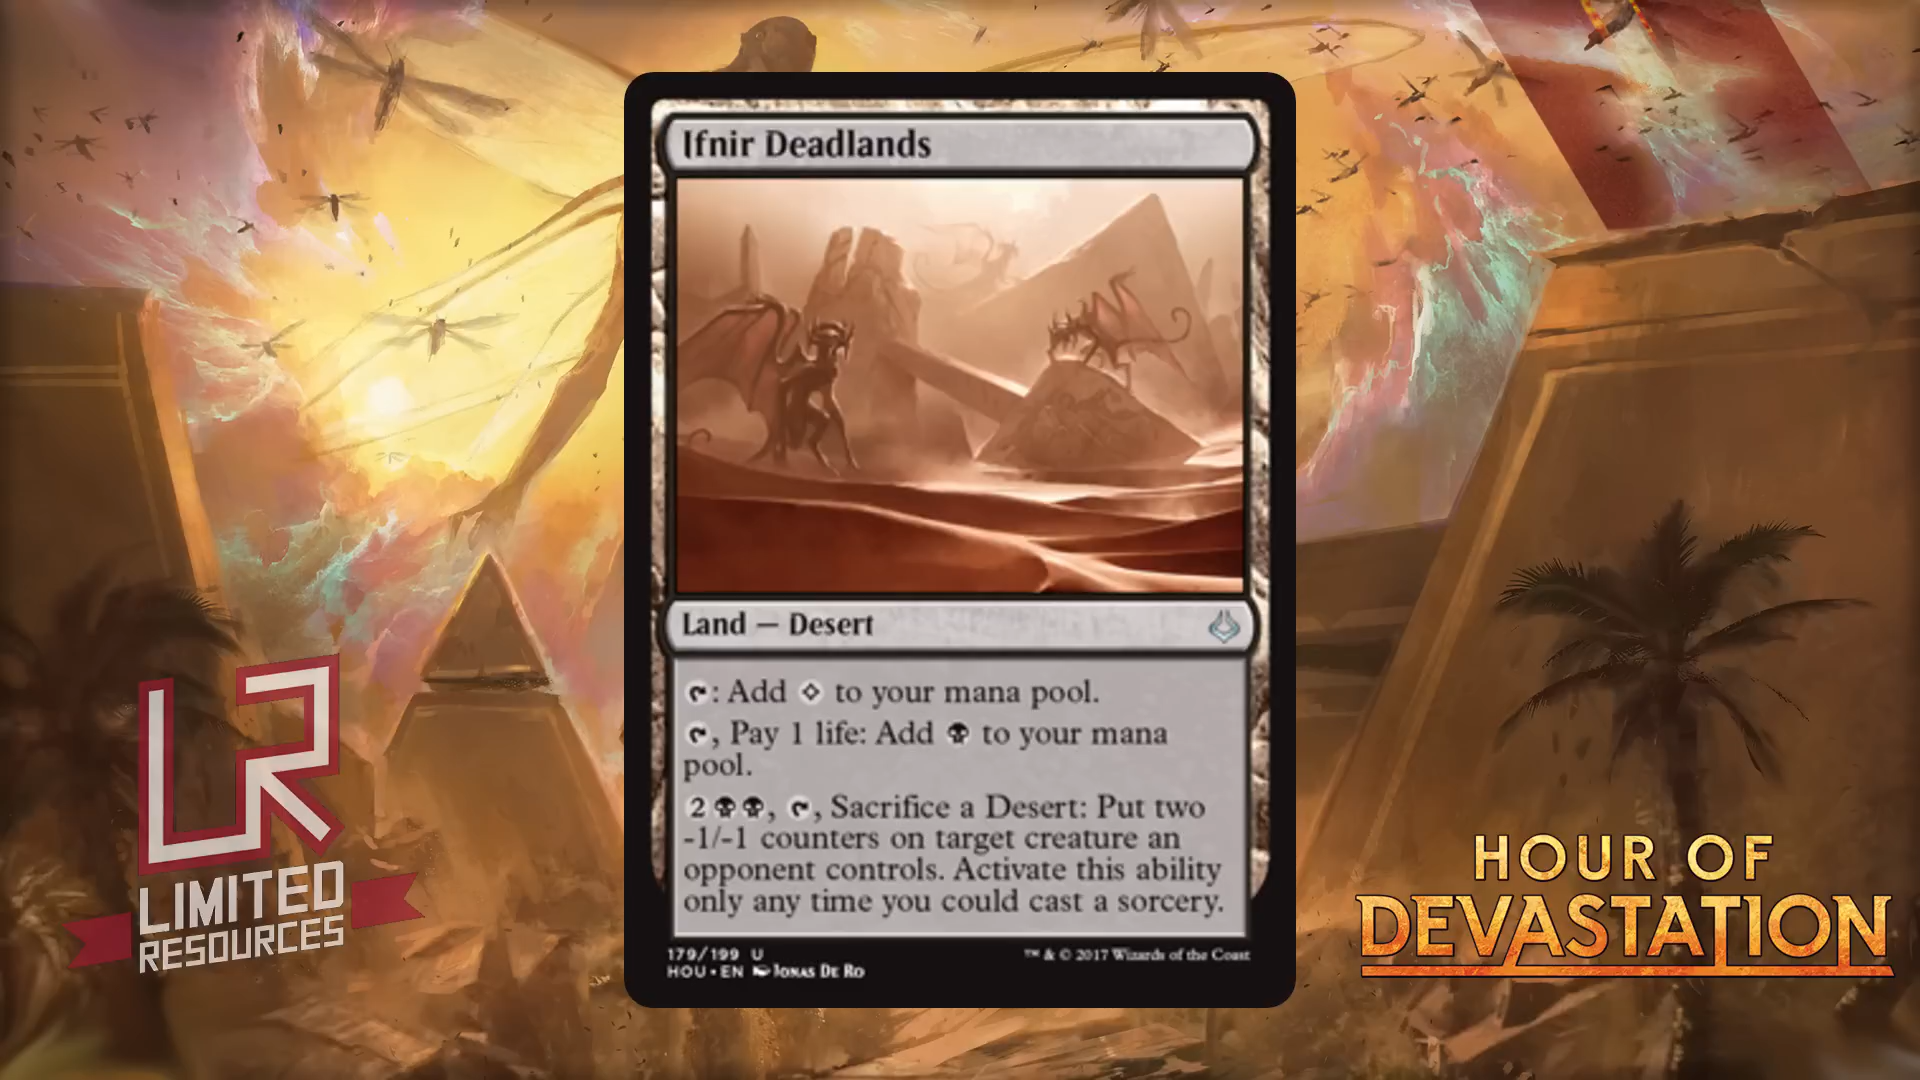 Ifnir Deadlands
Land — Desert
: Add to your mana pool.
, Pay 1 life: Add to your mana
pool.
2 , , Sacrifice a Desert: Put two
-1/-1 counters on target creature an
opponent controls. Activate this ability
only any time you could cast a sorcery.
179/199 U
HOU • EN Jonas De Ro
™ & © 2017 Wizards of the Coast
LR
LIMITED
RESOURCES
HOUR OF
DEVASTATION